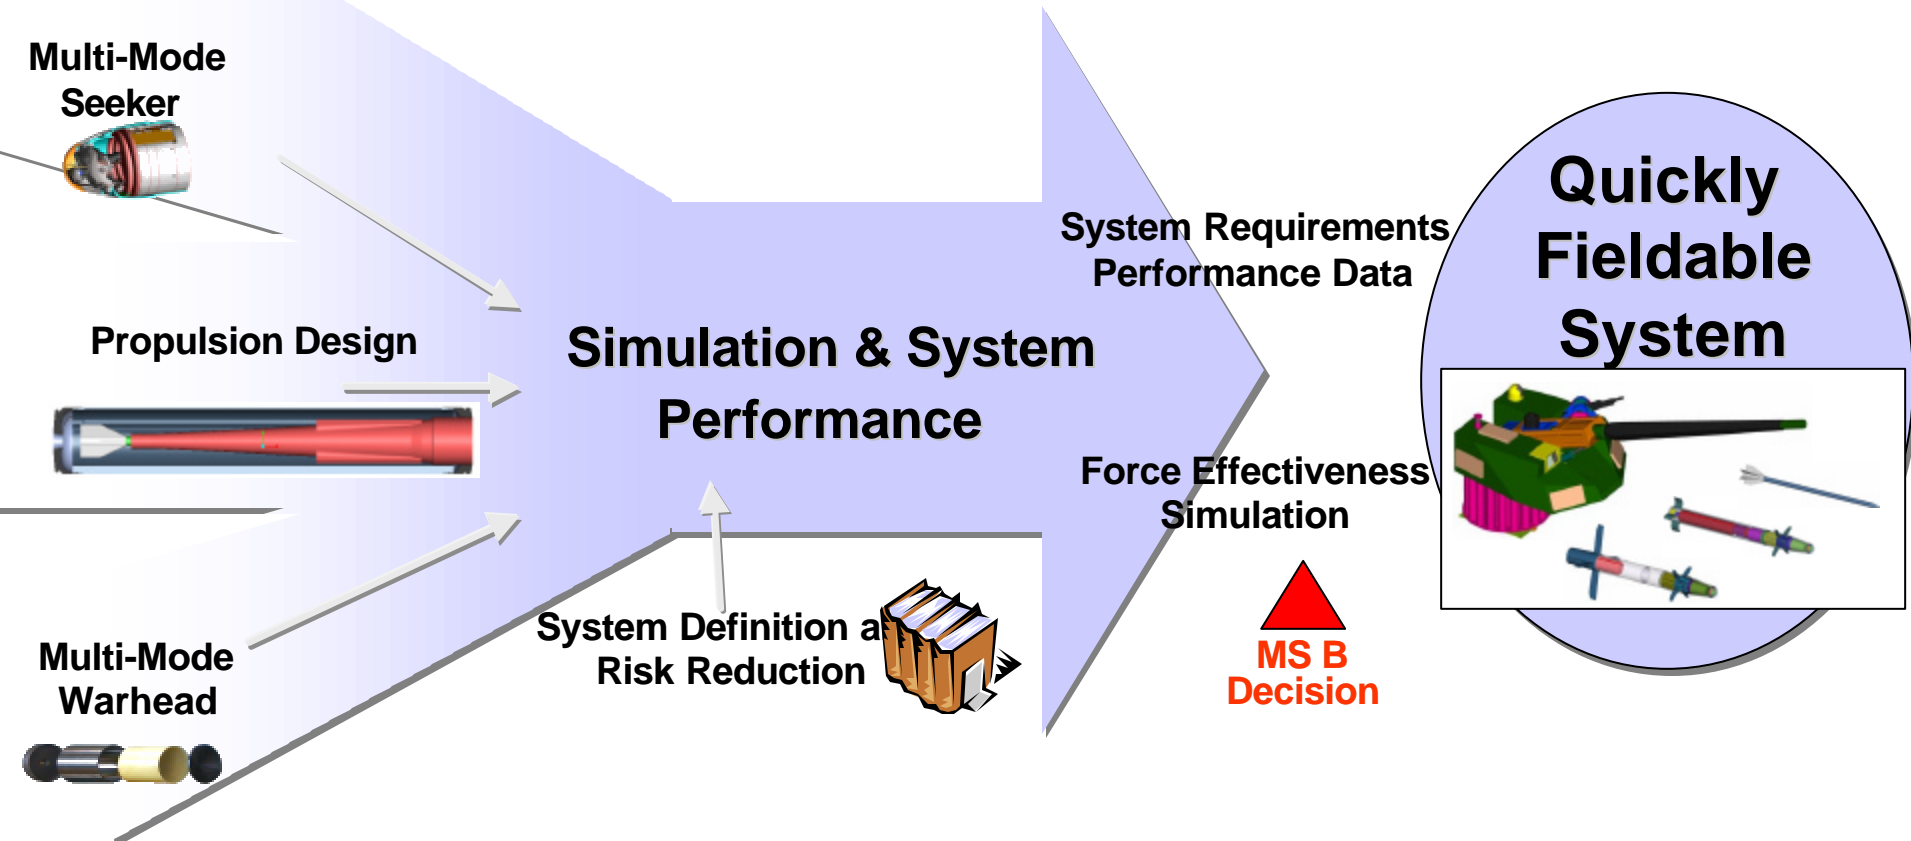 Multi-Mode
Seeker
Propulsion Design
Multi-Mode
Warhead
Simulation & System
Performance
System Definition a
Risk Reduction
System Requirements
Performance Data
Force Effectiveness
Simulation
MS B
Decision
Quickly
Fieldable
System